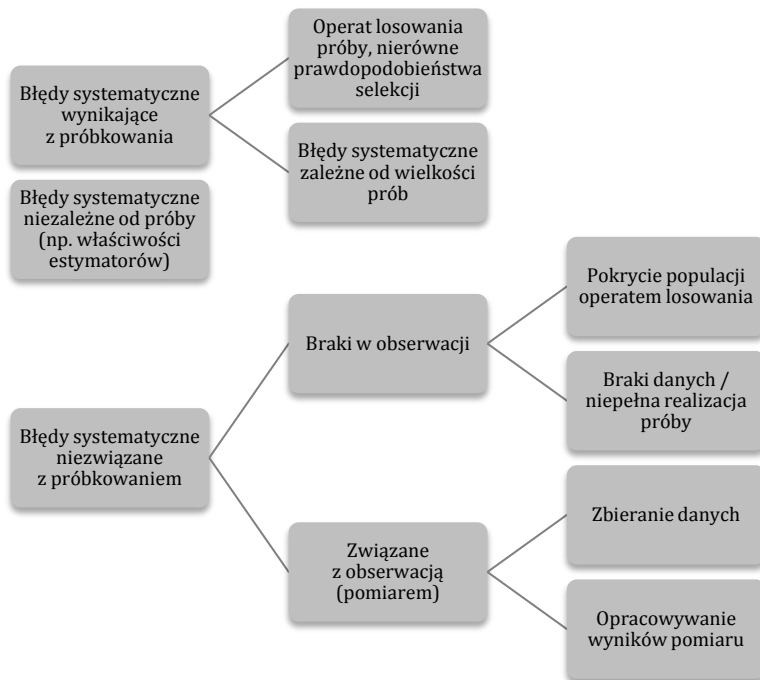 Błędy systematyczne
wynikające
z próbkowania
Operat losowania
próby, nierówne
prawdopodobieństwa
selekcji
Błędy systematyczne
zależne od wielkości
prób
Błędy systematyczne
niezależne od próby
(np. właściwości
estymatorów)
Błędy systematyczne
niezwiązane
z próbkowaniem
Braki w obserwacji
Pokrycie populacji
operatem losowania
Braki danych /
niepełna realizacja
próby
Związane
z obserwacją
(pomiarem)
Zbieranie danych
Opracowywanie
wyników pomiaru